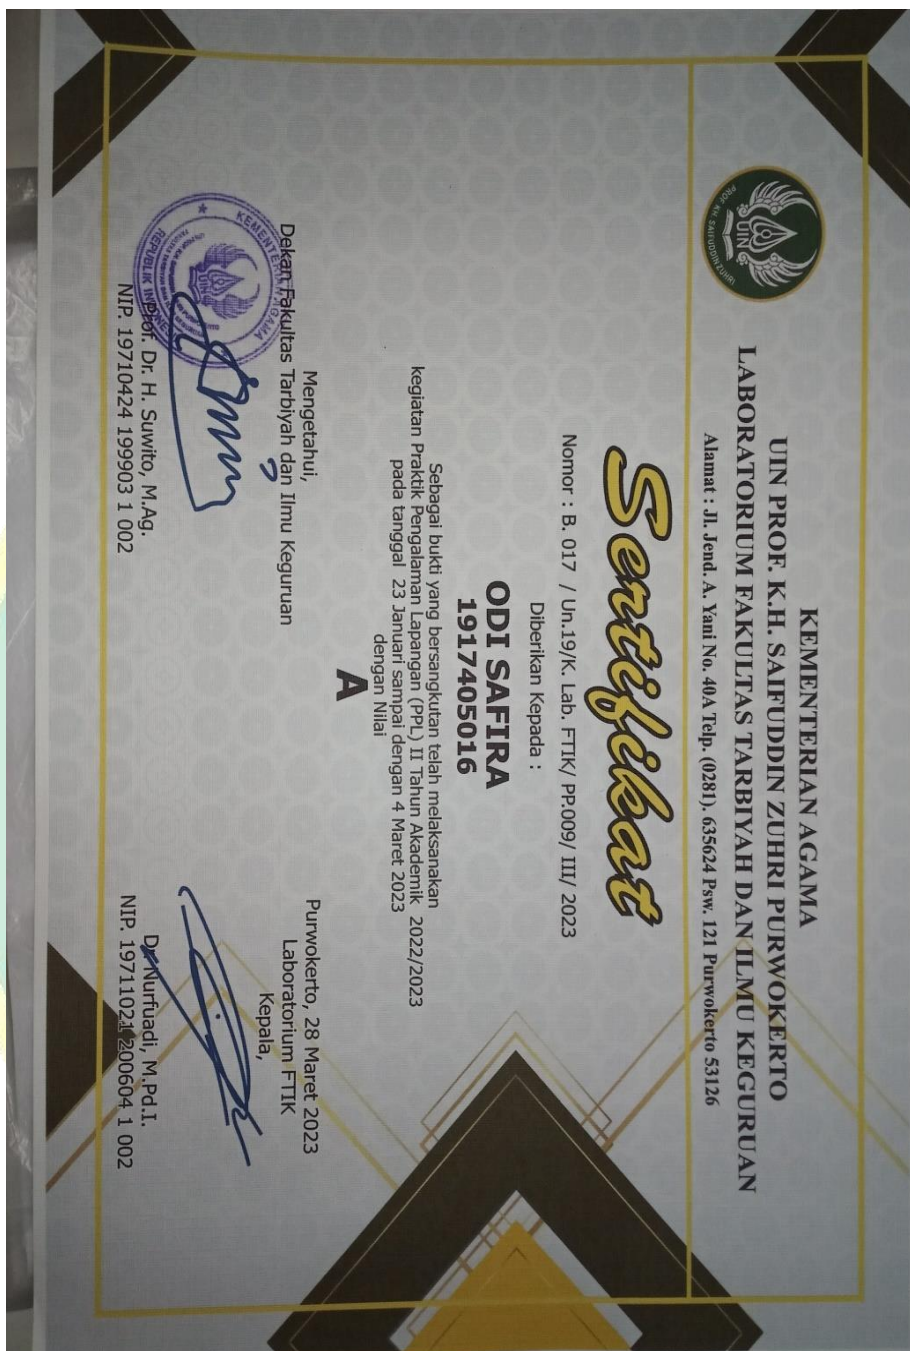 KEMENTERIAN AGAMA
UIN PROF. K.H. SAIFUDDIN ZUHRI PURWOKERTO
LABORATORIUM FAKULTAS TARBIYAH DAN ILMU KEGURUAN
Alamat : Jl. Jend. A. Yani No. 40A Telp. (0281). 635624 Psw. 121 Purwokerto 53126
UIN
PROF. K.H. SAIFUDDIN ZUHRI
Sertifikat
Nomor : B. 017 / Un.19/K. Lab. FTIK/ PP.009/ III/ 2023
Diberikan Kepada :
ODI SAFIRA
1917405016
Sebagai bukti yang bersangkutan telah melaksanakan
kegiatan Praktik Pengalaman Lapangan (PPL) II Tahun Akademik 2022/2023
pada tanggal 23 Januari sampai dengan 4 Maret 2023
dengan Nilai
A
Mengetahui,
Dekan Fakultas Tarbiyah dan Ilmu Keguruan
KEMENTERIAN AGAMA
UIN
REPUBLIK INDONESIA
Prof. Dr. H. Suwito, M.Ag.
NIP. 19710424 199903 1 002
Purwokerto, 28 Maret 2023
Laboratorium FTIK
Kepala,
Dr. Nurfuadi, M.Pd.I.
NIP. 19711021 200604 1 002